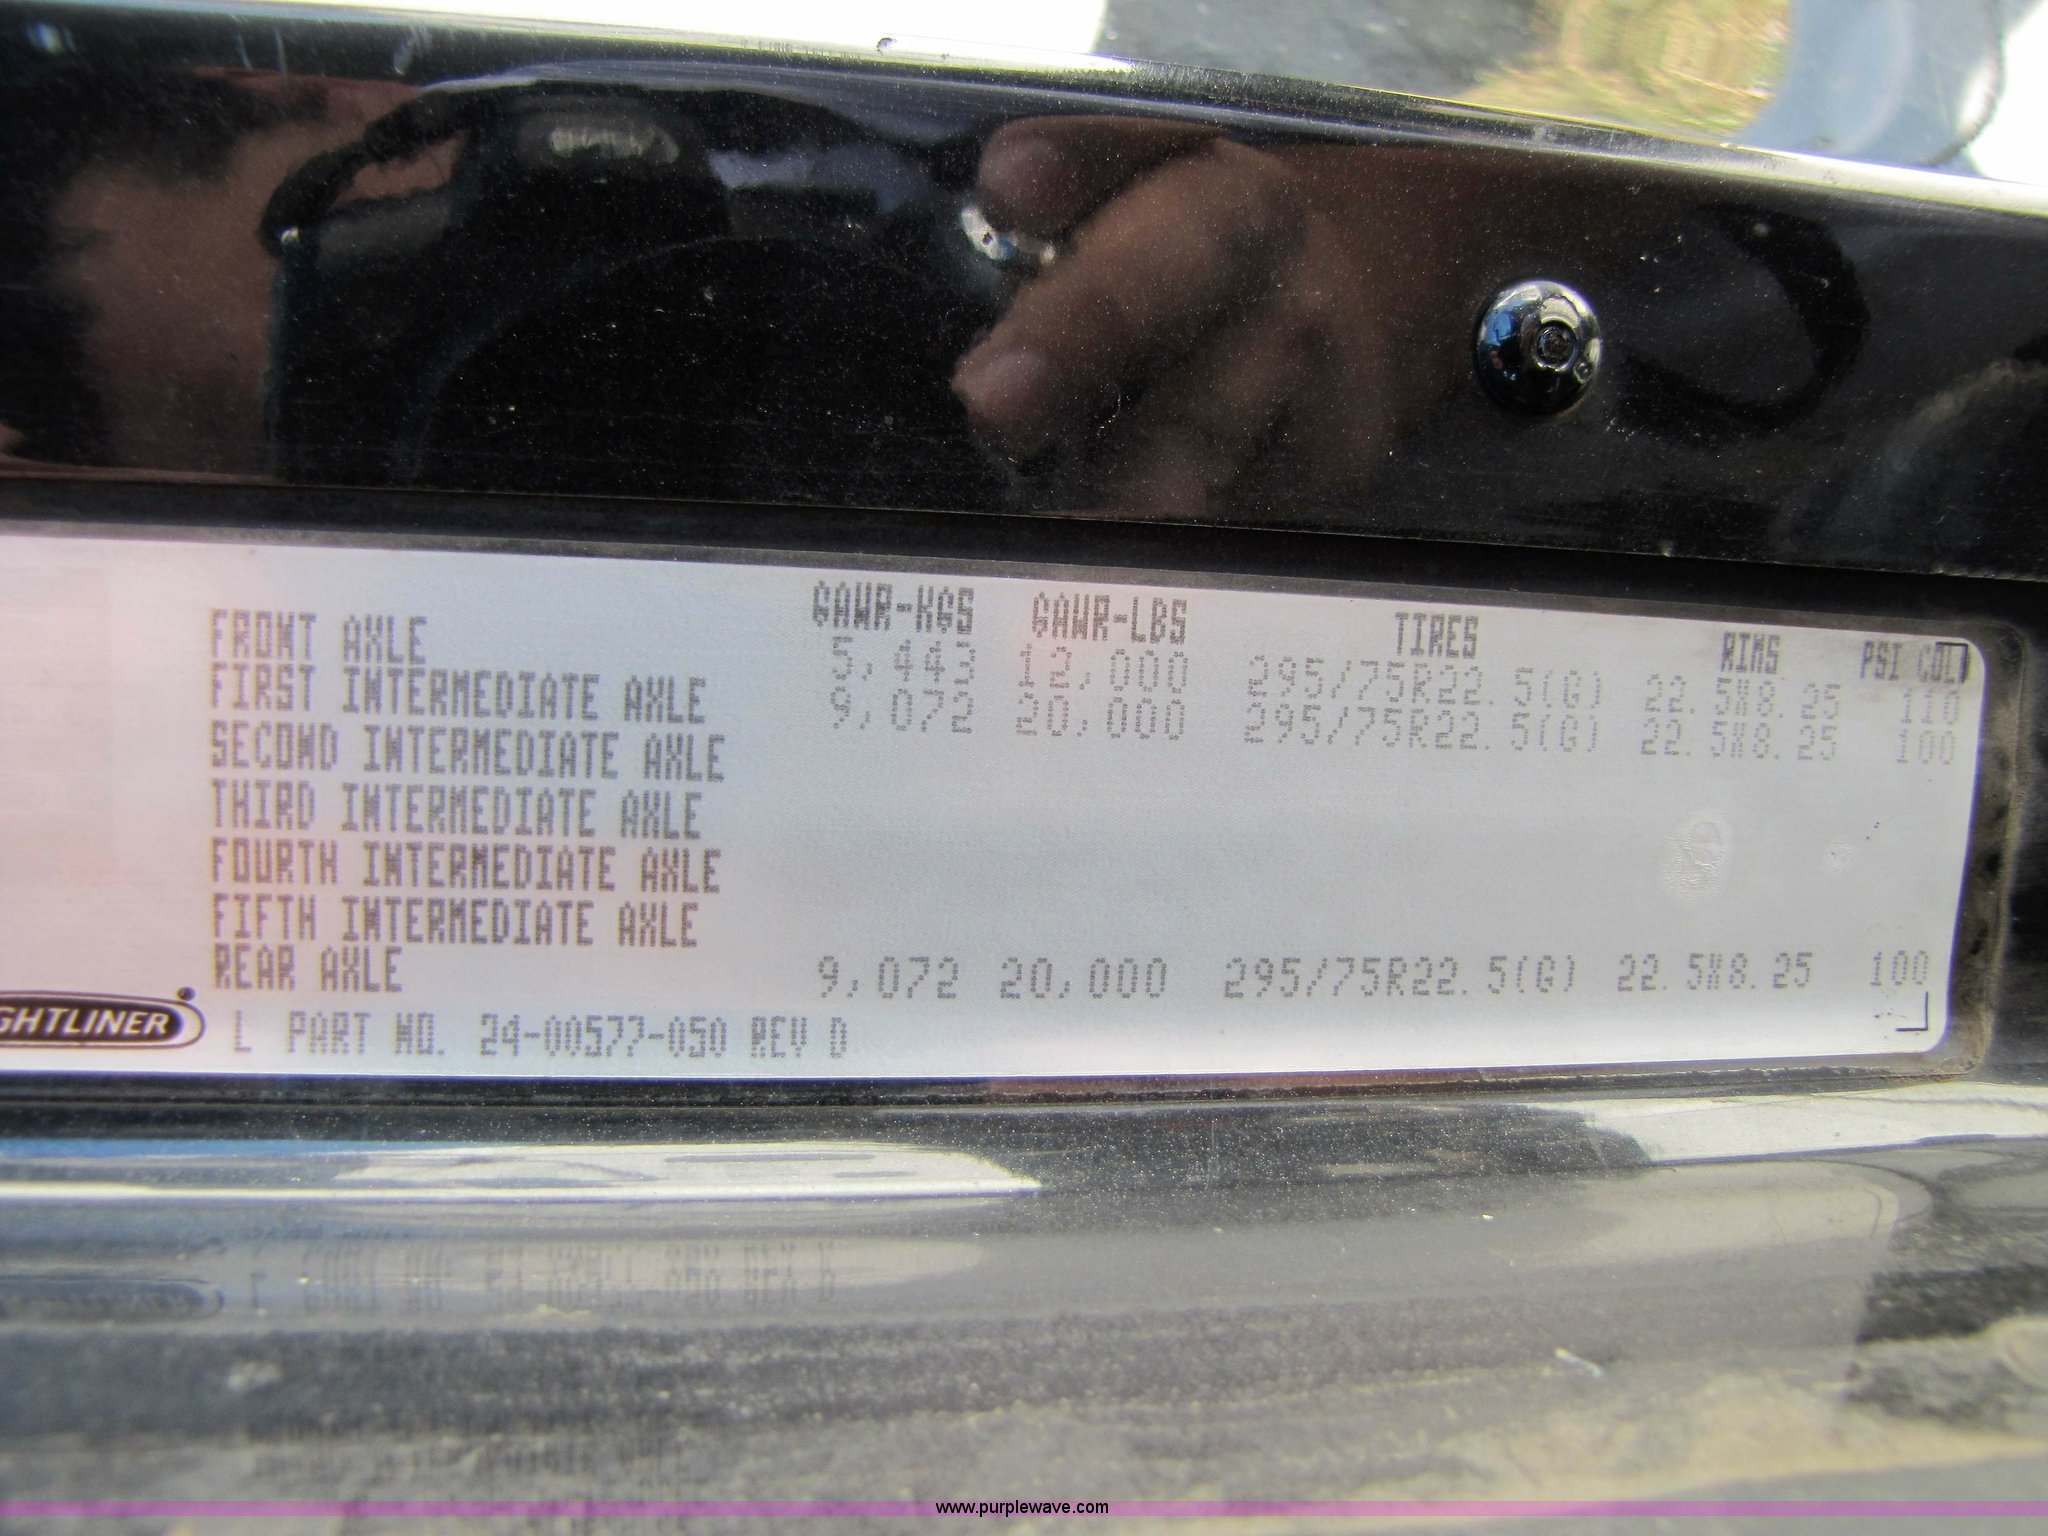 GAWR-KGS GAWR-LBS TIRES RIMS PSI COLD
FRONT AXLE 5,443 12,000 295/75R22.5(G) 22.5X8.25 110
FIRST INTERMEDIATE AXLE 9,072 20,000 295/75R22.5(G) 22.5X8.25 100
SECOND INTERMEDIATE AXLE
THIRD INTERMEDIATE AXLE
FOURTH INTERMEDIATE AXLE
FIFTH INTERMEDIATE AXLE
REAR AXLE 9,072 20,000 295/75R22.5(G) 22.5X8.25 100
GHTLINER L PART NO. 24-00577-050 REV D
www.purplewave.com